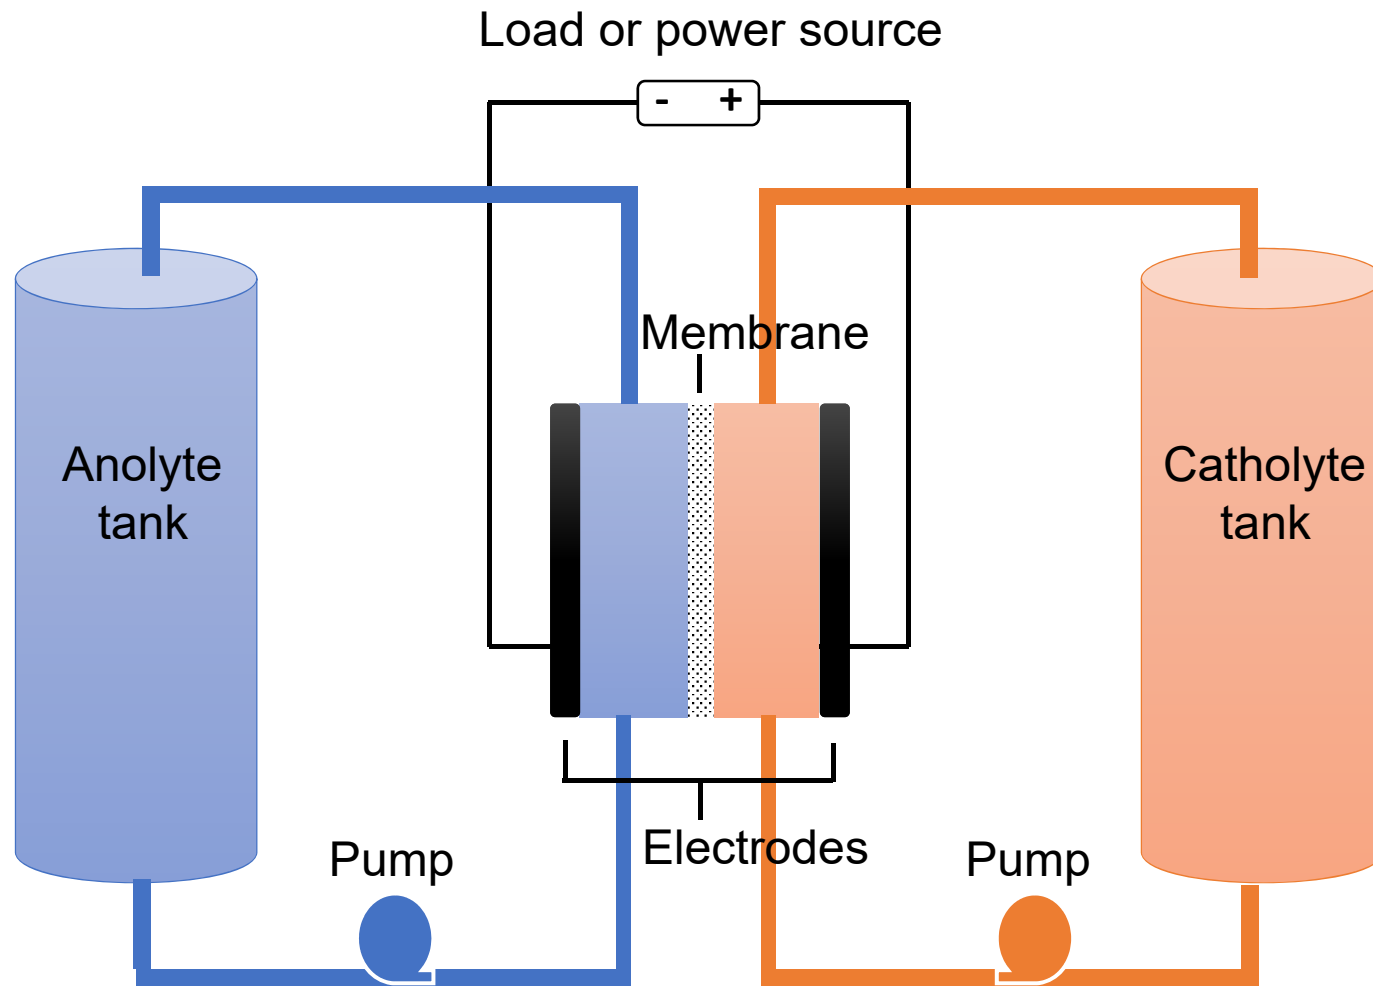 Load or power source
- +
Membrane
Anolyte
tank
Catholyte
tank
Electrodes
Pump
Pump